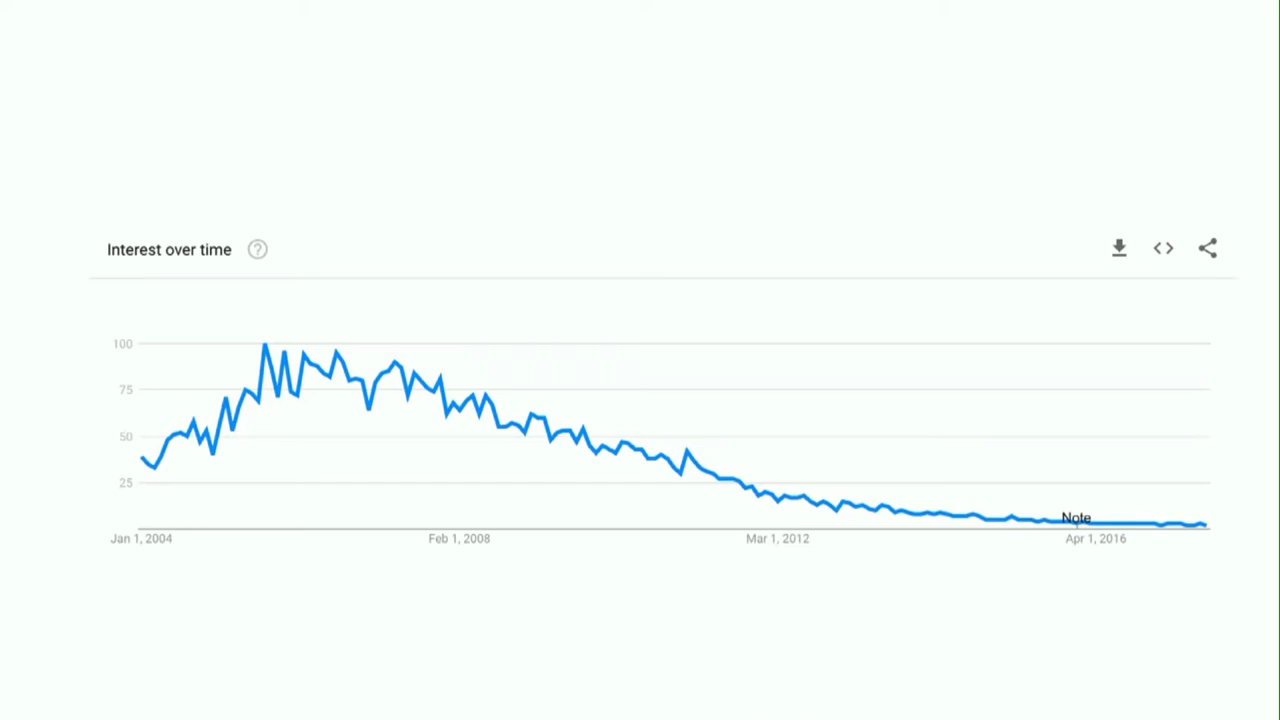 Interest over time
100
75
50
25
Note
Jan 1, 2004
Feb 1, 2008
Mar 1, 2012
Apr 1, 2016